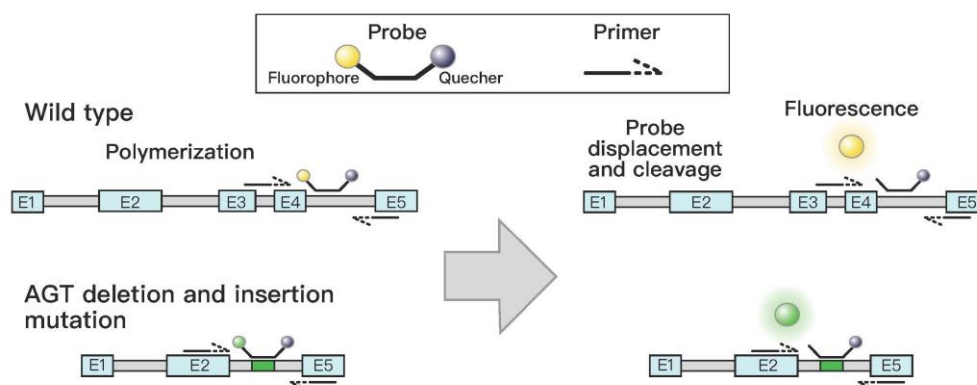 Probe
Primer
Fluorophore
Quecher
Wild type
Polymerization
E1 E2 E3 E4 E5
Probe
displacement
and cleavage
Fluorescence
E1 E2 E3 E4 E5
AGT deletion and insertion
mutation
E1 E2 E5
E1 E2 E5